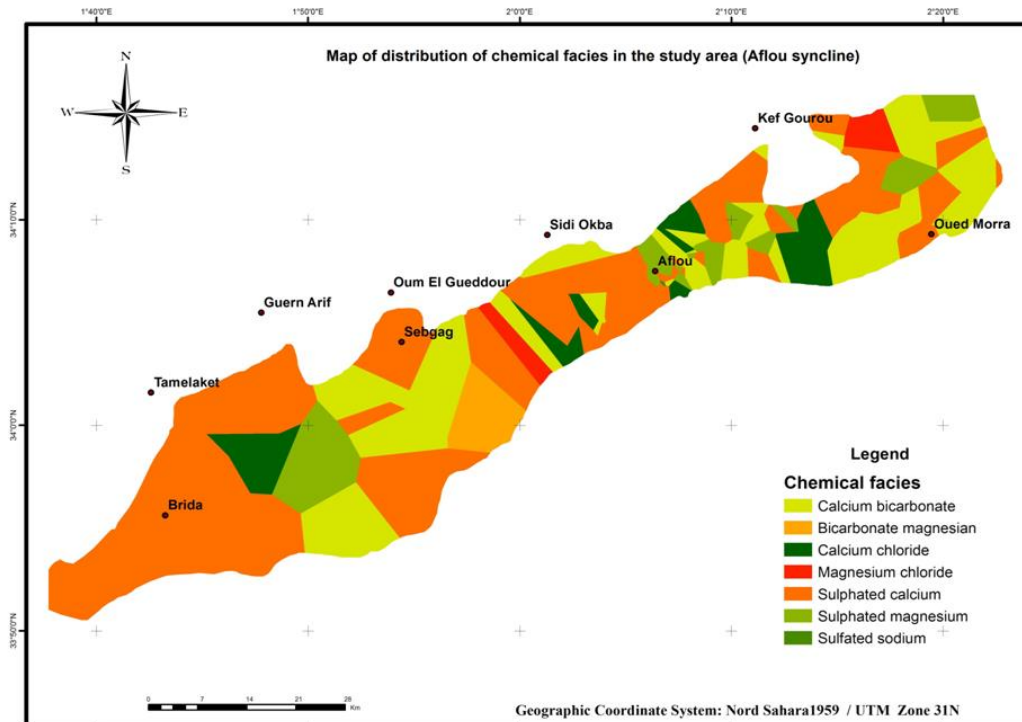 1°40'0"E 1°50'0"E 2°0'0"E 2°10'0"E 2°20'0"E
Map of distribution of chemical facies in the study area (Aflou syncline)
N
W E
S
Kef Gourou
34°10'0"N
Sidi Okba
Oued Morra
Aflou
Oum El Gueddour
Guern Arif
Sebgag
Tamelaket
34°0'0"N
Brida
Legend
Chemical facies
Calcium bicarbonate
Bicarbonate magnesian
Calcium chloride
Magnesium chloride
Sulphated calcium
Sulphated magnesium
Sulfated sodium
33°50'0"N
0 7 14 21 28
Km
Geographic Coordinate System: Nord Sahara1959 / UTM Zone 31N